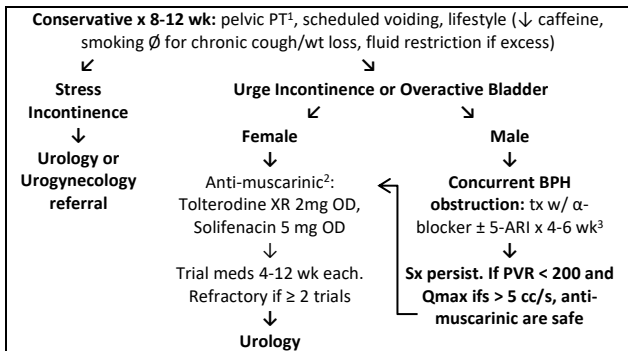 Conservative x 8-12 wk: pelvic PT¹, scheduled voiding, lifestyle (↓ caffeine,
smoking Ø for chronic cough/wt loss, fluid restriction if excess)
↙ ↘
Stress
Incontinence
↓
Urology or
Urogynecology
referral
Urge Incontinence or Overactive Bladder
↙ ↘
Female
↓
Anti-muscarinic²:
Tolterodine XR 2mg OD,
Solifenacin 5 mg OD
↓
Trial meds 4-12 wk each.
Refractory if ≥ 2 trials
↓
Urology
Male
↓
Concurrent BPH
obstruction: tx w/ α-
blocker ± 5-ARI x 4-6 wk³
↓
Sx persist. If PVR < 200 and
Qmax ifs > 5 cc/s, anti-
muscarinic are safe